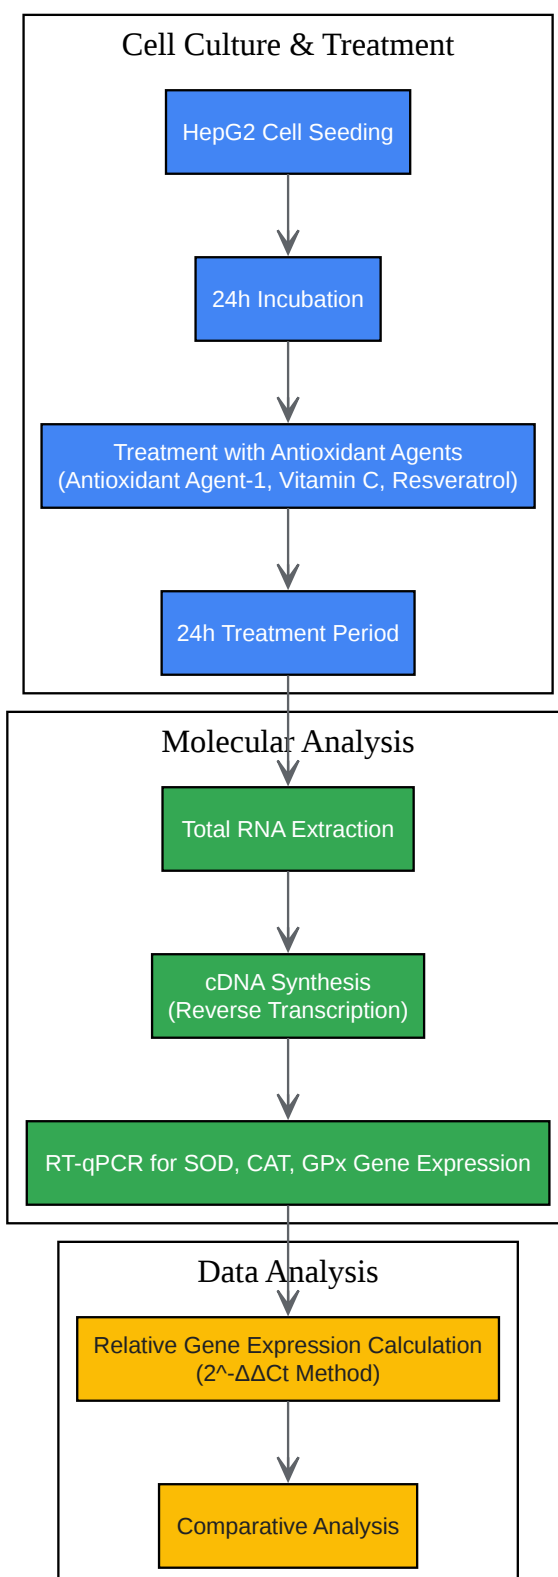 Cell Culture & Treatment
HepG2 Cell Seeding
24h Incubation
Treatment with Antioxidant Agents
(Antioxidant Agent-1, Vitamin C, Resveratrol)
24h Treatment Period
Molecular Analysis
Total RNA Extraction
cDNA Synthesis
(Reverse Transcription)
RT-qPCR for SOD, CAT, GPx Gene Expression
Data Analysis
Relative Gene Expression Calculation
(2^-ΔΔCt Method)
Comparative Analysis